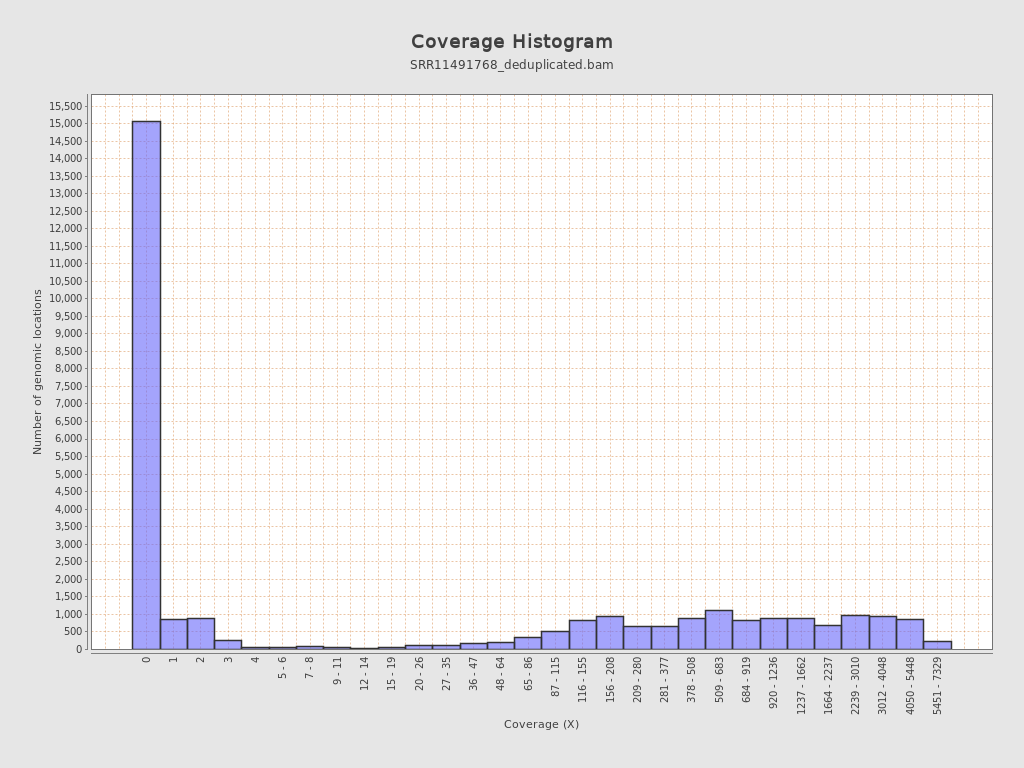 Coverage Histogram
SRR11491768_deduplicated.bam
Number of genomic locations
15,500
15,000
14,500
14,000
13,500
13,000
12,500
12,000
11,500
11,000
10,500
10,000
9,500
9,000
8,500
8,000
7,500
7,000
6,500
6,000
5,500
5,000
4,500
4,000
3,500
3,000
2,500
2,000
1,500
1,000
500
0
0
1
2
3
4
5 - 6
7 - 8
9 - 11
12 - 14
15 - 19
20 - 26
27 - 35
36 - 47
48 - 64
65 - 86
87 - 115
116 - 155
156 - 208
209 - 280
281 - 377
378 - 508
509 - 683
684 - 919
920 - 1236
1237 - 1662
1664 - 2237
2239 - 3010
3012 - 4048
4050 - 5448
5451 - 7329
Coverage (X)